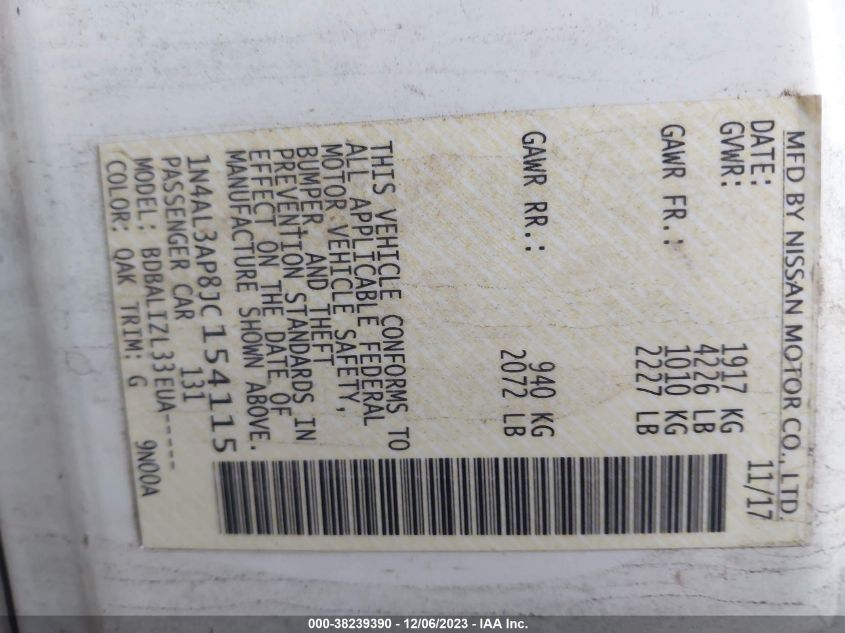 MFD BY NISSAN MOTOR CO., LTD.
DATE: 11/17
GVWR: 1917 KG
4226 LB
GAWR FR.: 1010 KG
2227 LB
GAWR RR.: 940 KG
2072 LB
THIS VEHICLE CONFORMS TO
ALL APPLICABLE FEDERAL
MOTOR VEHICLE SAFETY,
BUMPER, AND THEFT
PREVENTION STANDARDS IN
EFFECT ON THE DATE OF
MANUFACTURE SHOWN ABOVE.
1N4AL3AP8JC154115
PASSENGER CAR 131
MODEL: BDBALIZL33EUA-----
COLOR: QAK TRIM: G 9N00A
000-38239390 - 12/06/2023 - IAA Inc.